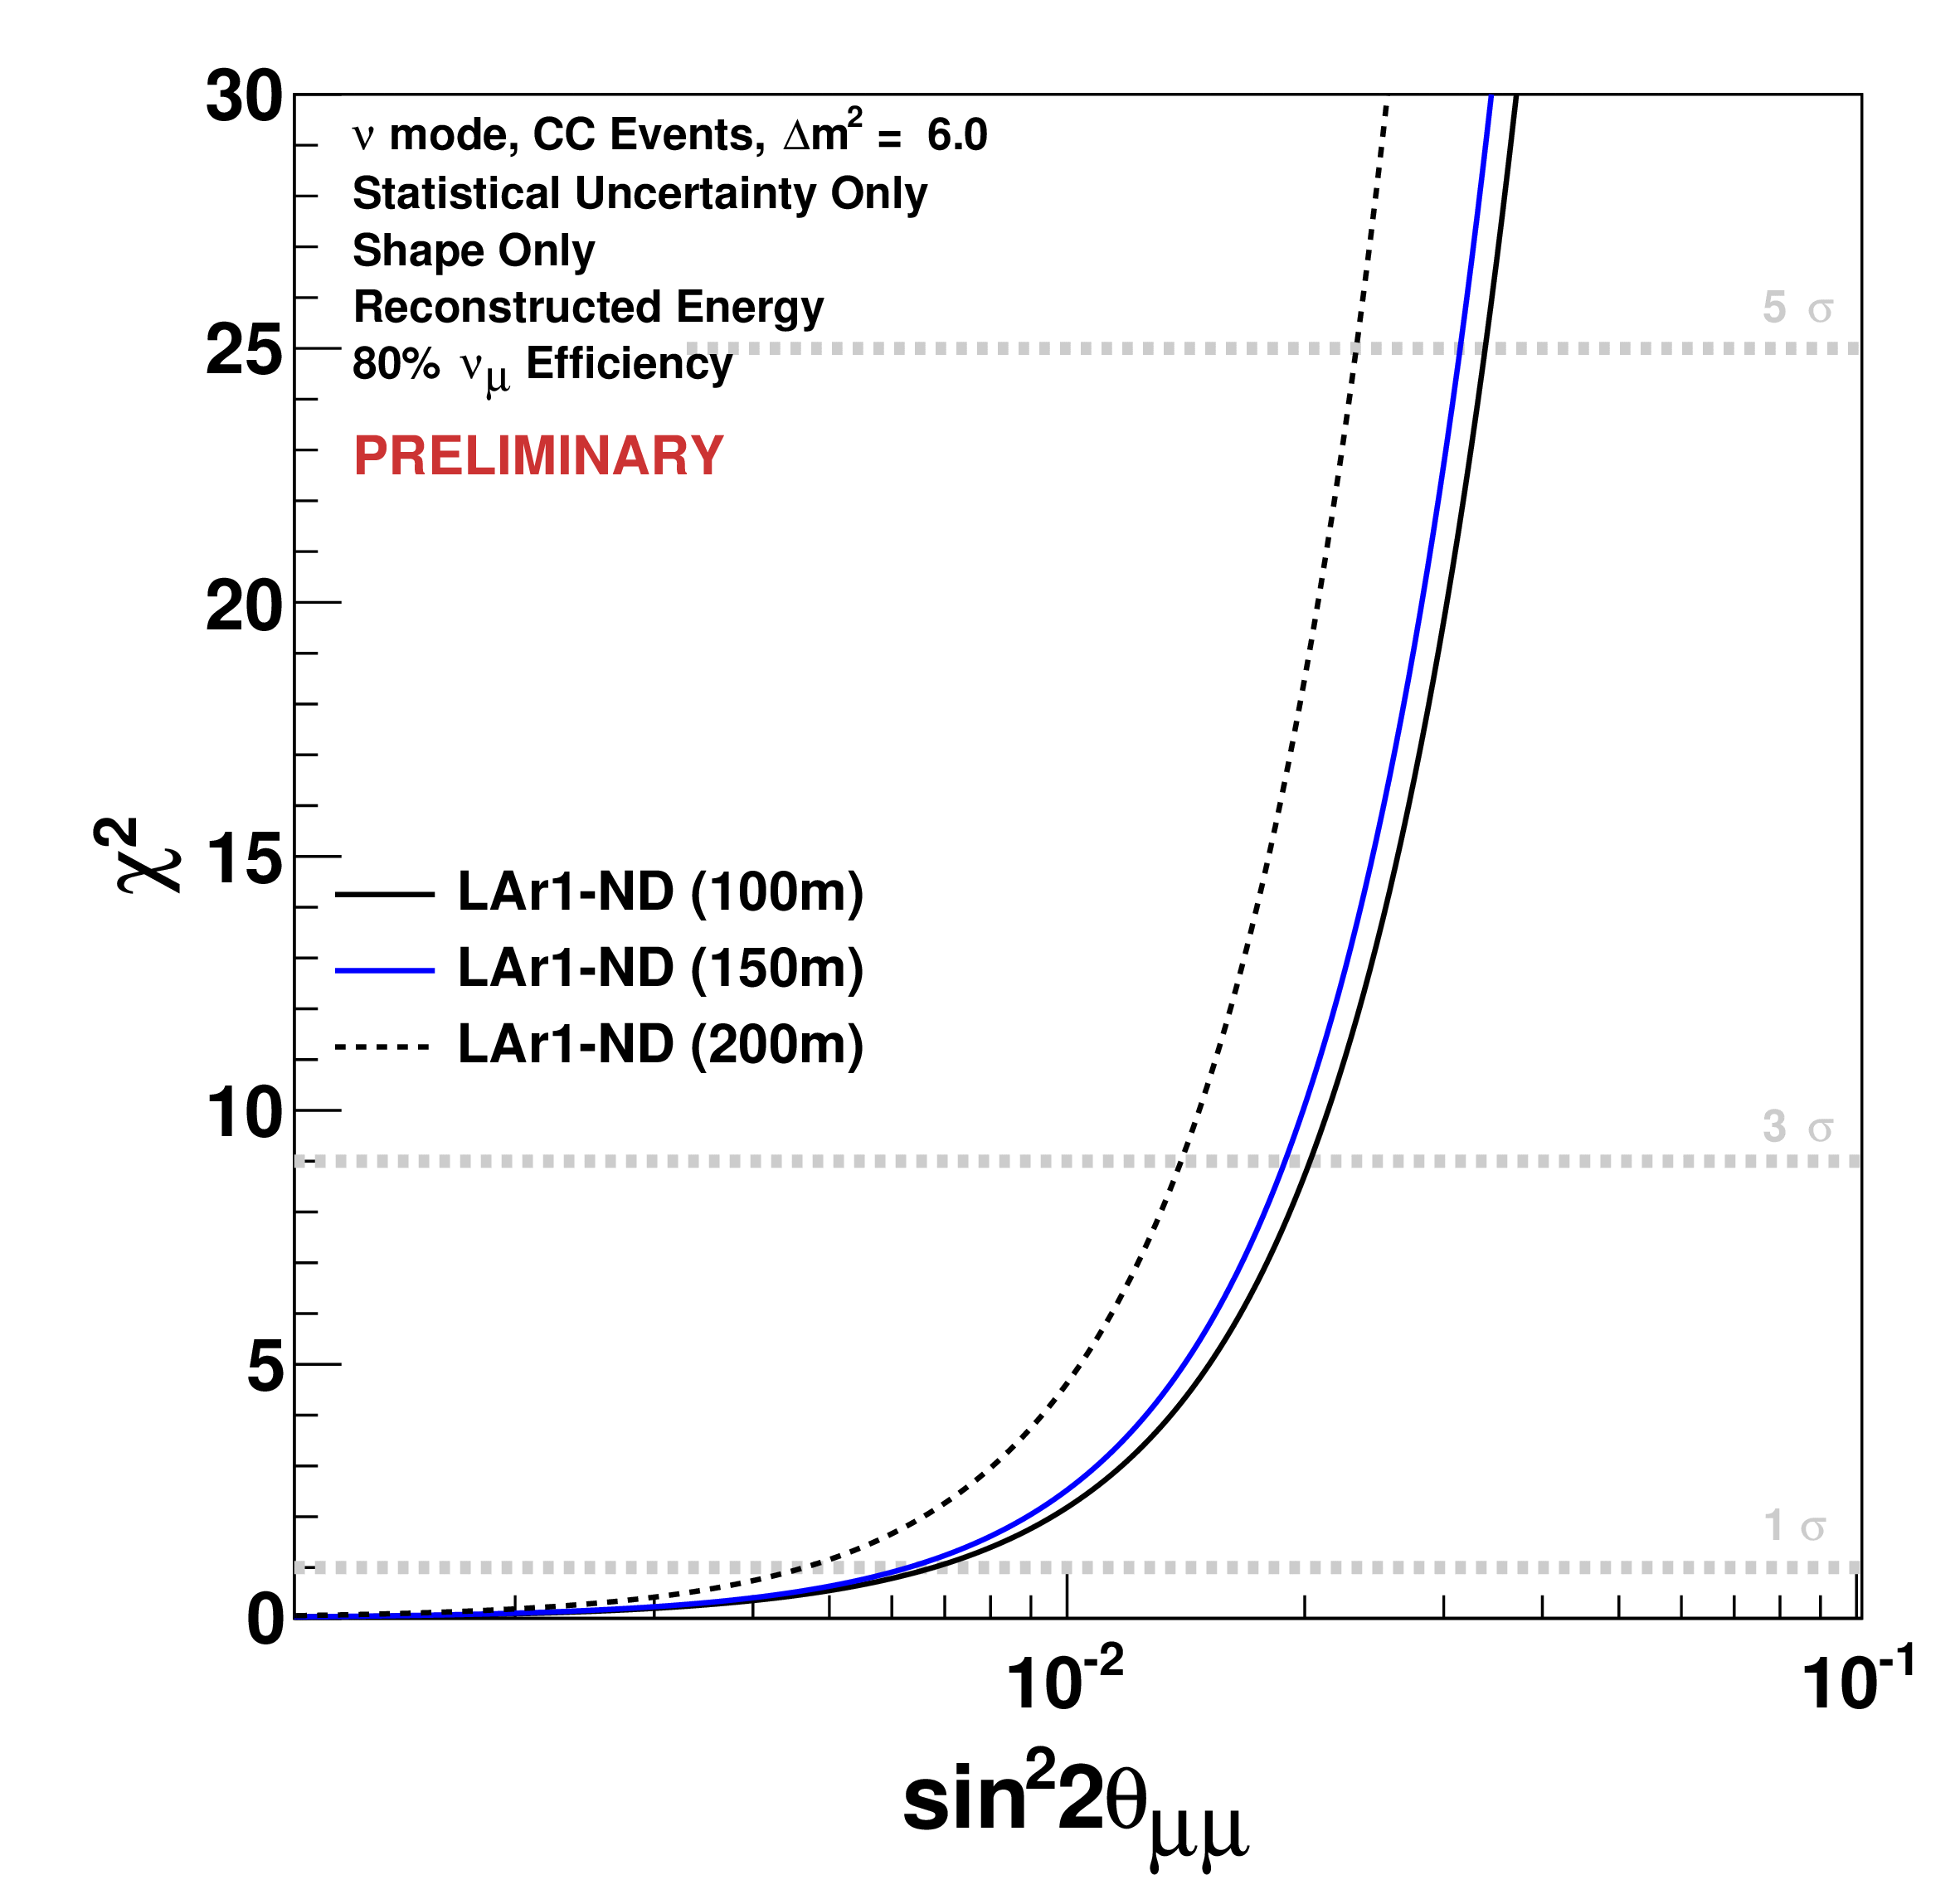 30
ν mode, CC Events, Δm² = 6.0
Statistical Uncertainty Only
Shape Only
Reconstructed Energy
80% νμ Efficiency
PRELIMINARY
5 σ
25
20
χ²
15
LAr1-ND (100m)
LAr1-ND (150m)
LAr1-ND (200m)
10
3 σ
5
1 σ
0
10⁻²
10⁻¹
sin²2θμμ